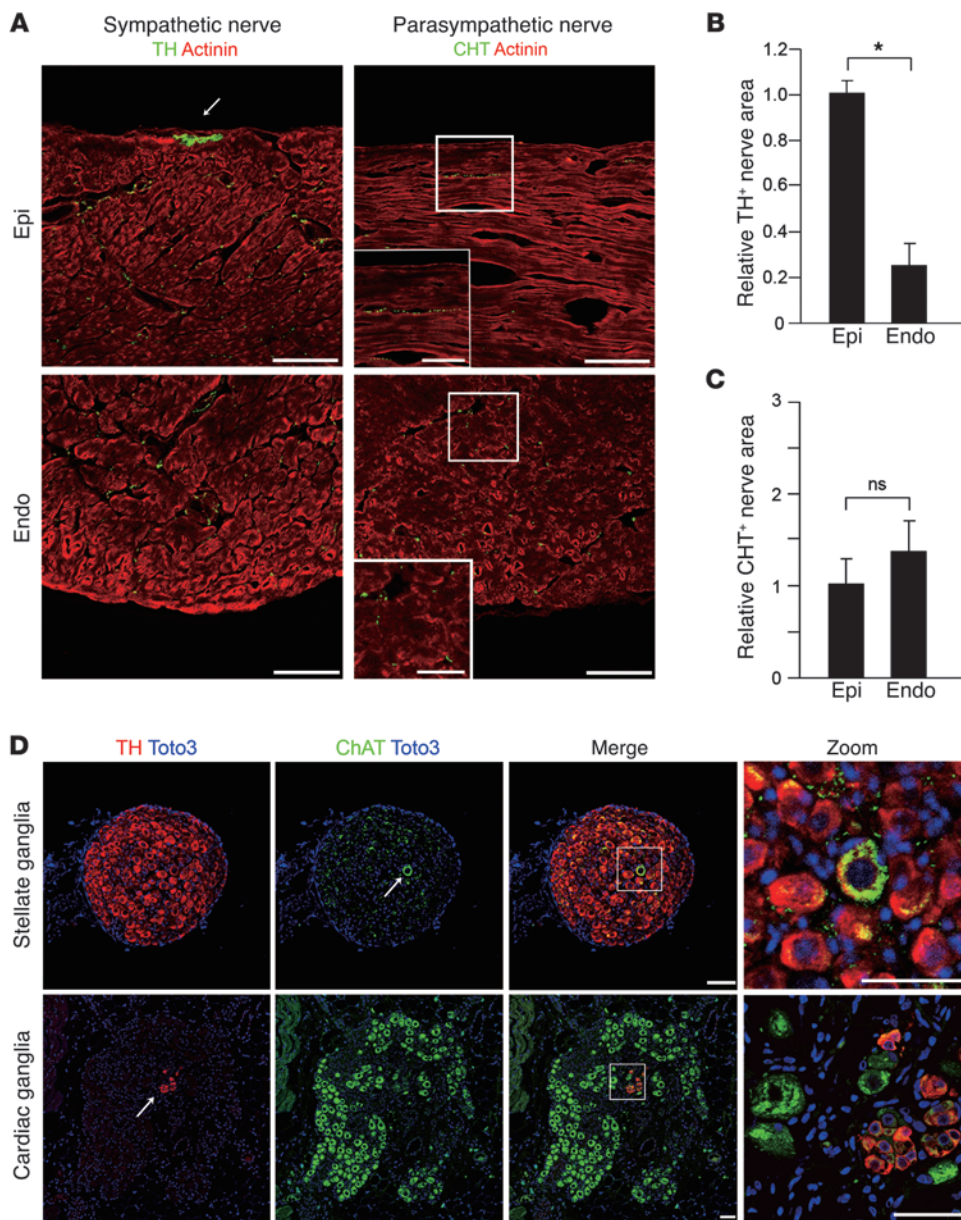 A
Sympathetic nerve
TH Actinin
Parasympathetic nerve
CHT Actinin
Epi
Endo
B
Relative TH+ nerve area
1.2
1.0
0.8
0.6
0.4
0.2
0
*
Epi Endo
C
Relative CHT+ nerve area
3
2
1
0
ns
Epi Endo
D
TH Toto3
ChAT Toto3
Merge
Zoom
Stellate ganglia
Cardiac ganglia